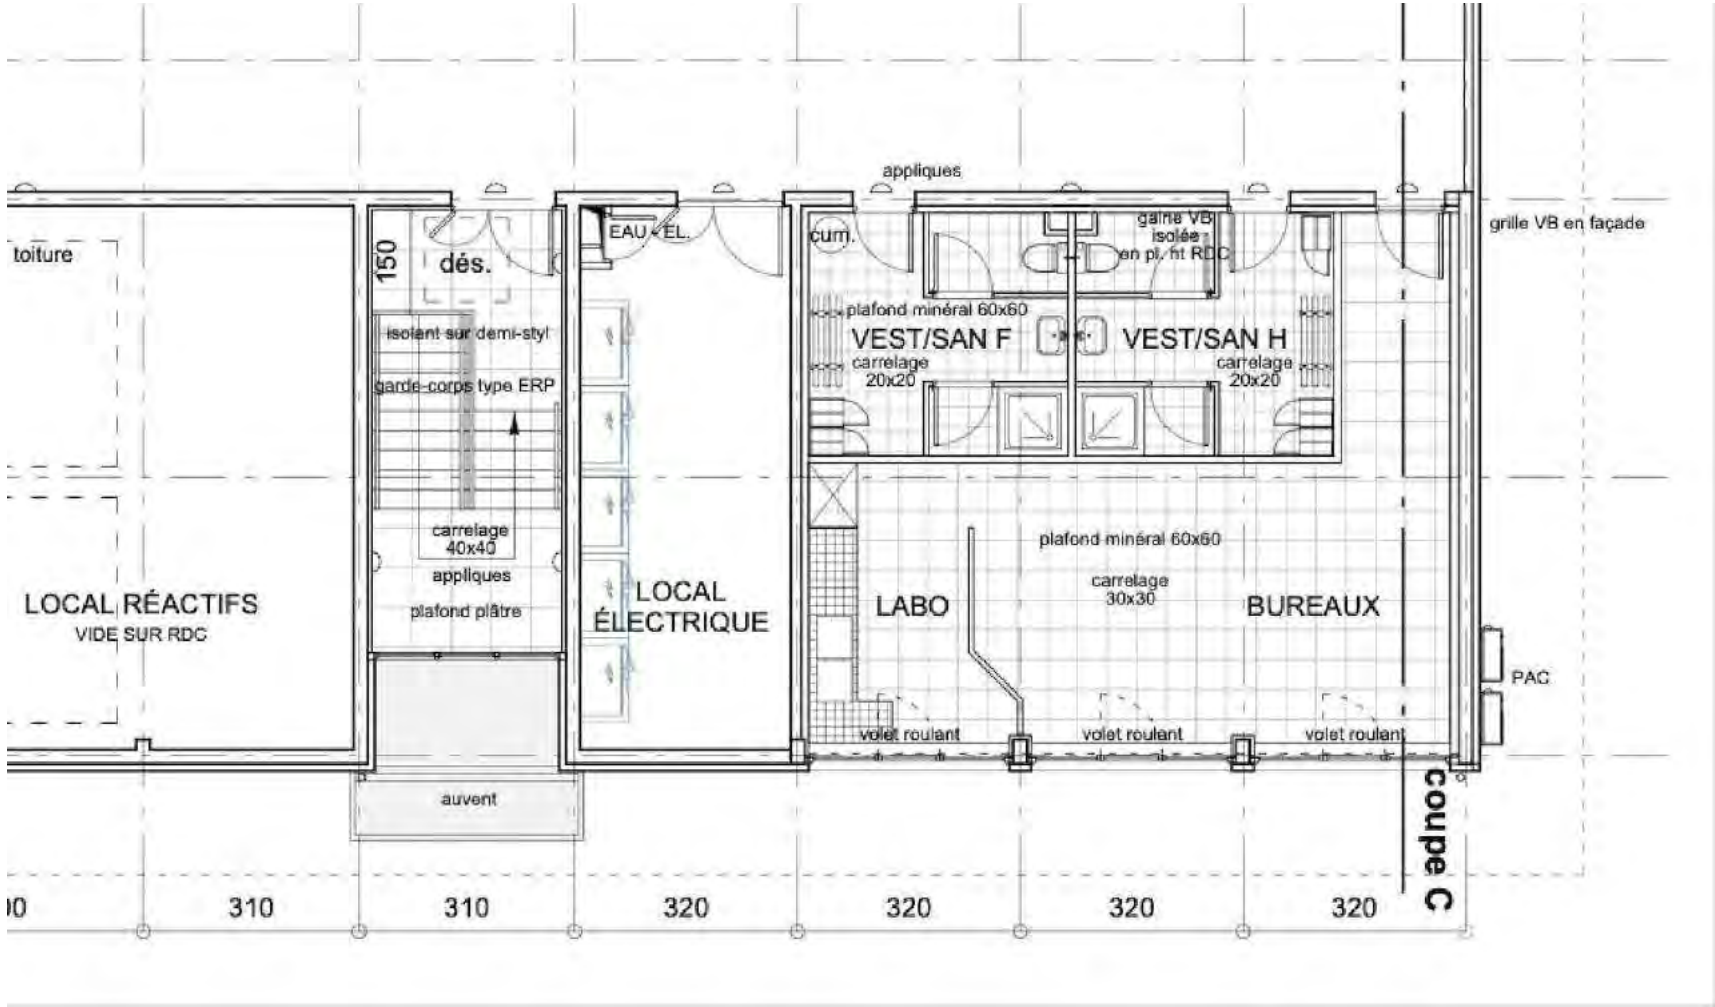 appliques
grille VB en façade
toiture
150
dés.
EAU - EL.
cum.
gaine VB
isolée
en pl. ht RDC
isolant sur demi-styl
garde-corps type ERP
plafond minéral 60x60
VEST/SAN F
carrelage
20x20
VEST/SAN H
carrelage
20x20
carrelage
40x40
appliques
plafond plâtre
LOCAL RÉACTIFS
VIDE SUR RDC
LOCAL
ÉLECTRIQUE
plafond minéral 60x60
carrelage
30x30
LABO
BUREAUX
PAC
volet roulant
volet roulant
volet roulant
auvent
coupe C
310
310
320
320
320
320